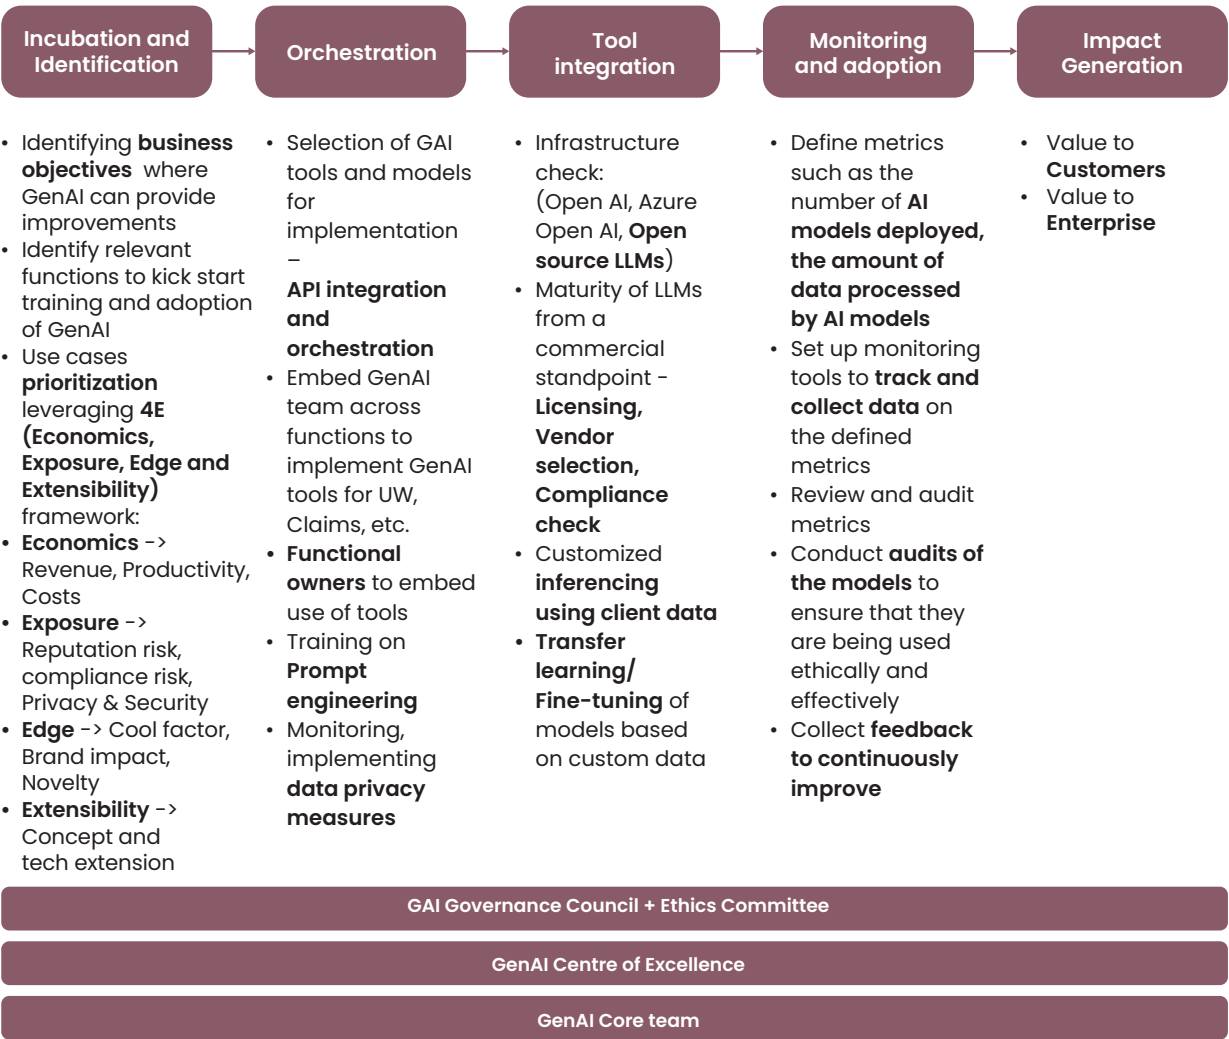 Incubation and
Identification
Orchestration
Tool
integration
Monitoring
and adoption
Impact
Generation
• Identifying business
objectives where
GenAI can provide
improvements
• Identify relevant
functions to kick start
training and adoption
of GenAI
• Use cases
prioritization
leveraging 4E
(Economics,
Exposure, Edge and
Extensibility)
framework:
• Economics ->
Revenue, Productivity,
Costs
• Exposure ->
Reputation risk,
compliance risk,
Privacy & Security
• Edge -> Cool factor,
Brand impact,
Novelty
• Extensibility ->
Concept and
tech extension
• Selection of GAI
tools and models
for
implementation
–
API integration
and
orchestration
• Embed GenAI
team across
functions to
implement GenAI
tools for UW,
Claims, etc.
• Functional
owners to embed
use of tools
• Training on
Prompt
engineering
• Monitoring,
implementing
data privacy
measures
• Infrastructure
check:
(Open AI, Azure
Open AI, Open
source LLMs)
• Maturity of LLMs
from a
commercial
standpoint -
Licensing,
Vendor
selection,
Compliance
check
• Customized
inferencing
using client data
• Transfer
learning/
Fine-tuning of
models based
on custom data
• Define metrics
such as the
number of AI
models deployed,
the amount of
data processed
by AI models
• Set up monitoring
tools to track and
collect data on
the defined
metrics
• Review and audit
metrics
• Conduct audits of
the models to
ensure that they
are being used
ethically and
effectively
• Collect feedback
to continuously
improve
• Value to
Customers
• Value to
Enterprise
GAI Governance Council + Ethics Committee
GenAI Centre of Excellence
GenAI Core team